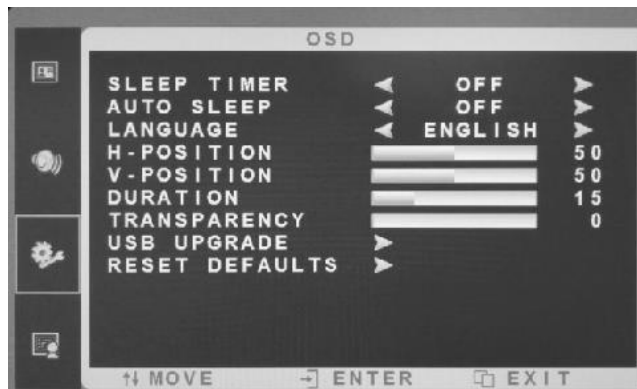 OSD
SLEEP TIMER OFF
AUTO SLEEP OFF
LANGUAGE ENGLISH
H-POSITION 50
V-POSITION 50
DURATION 15
TRANSPARENCY 0
USB UPGRADE
RESET DEFAULTS
MOVE ENTER EXIT